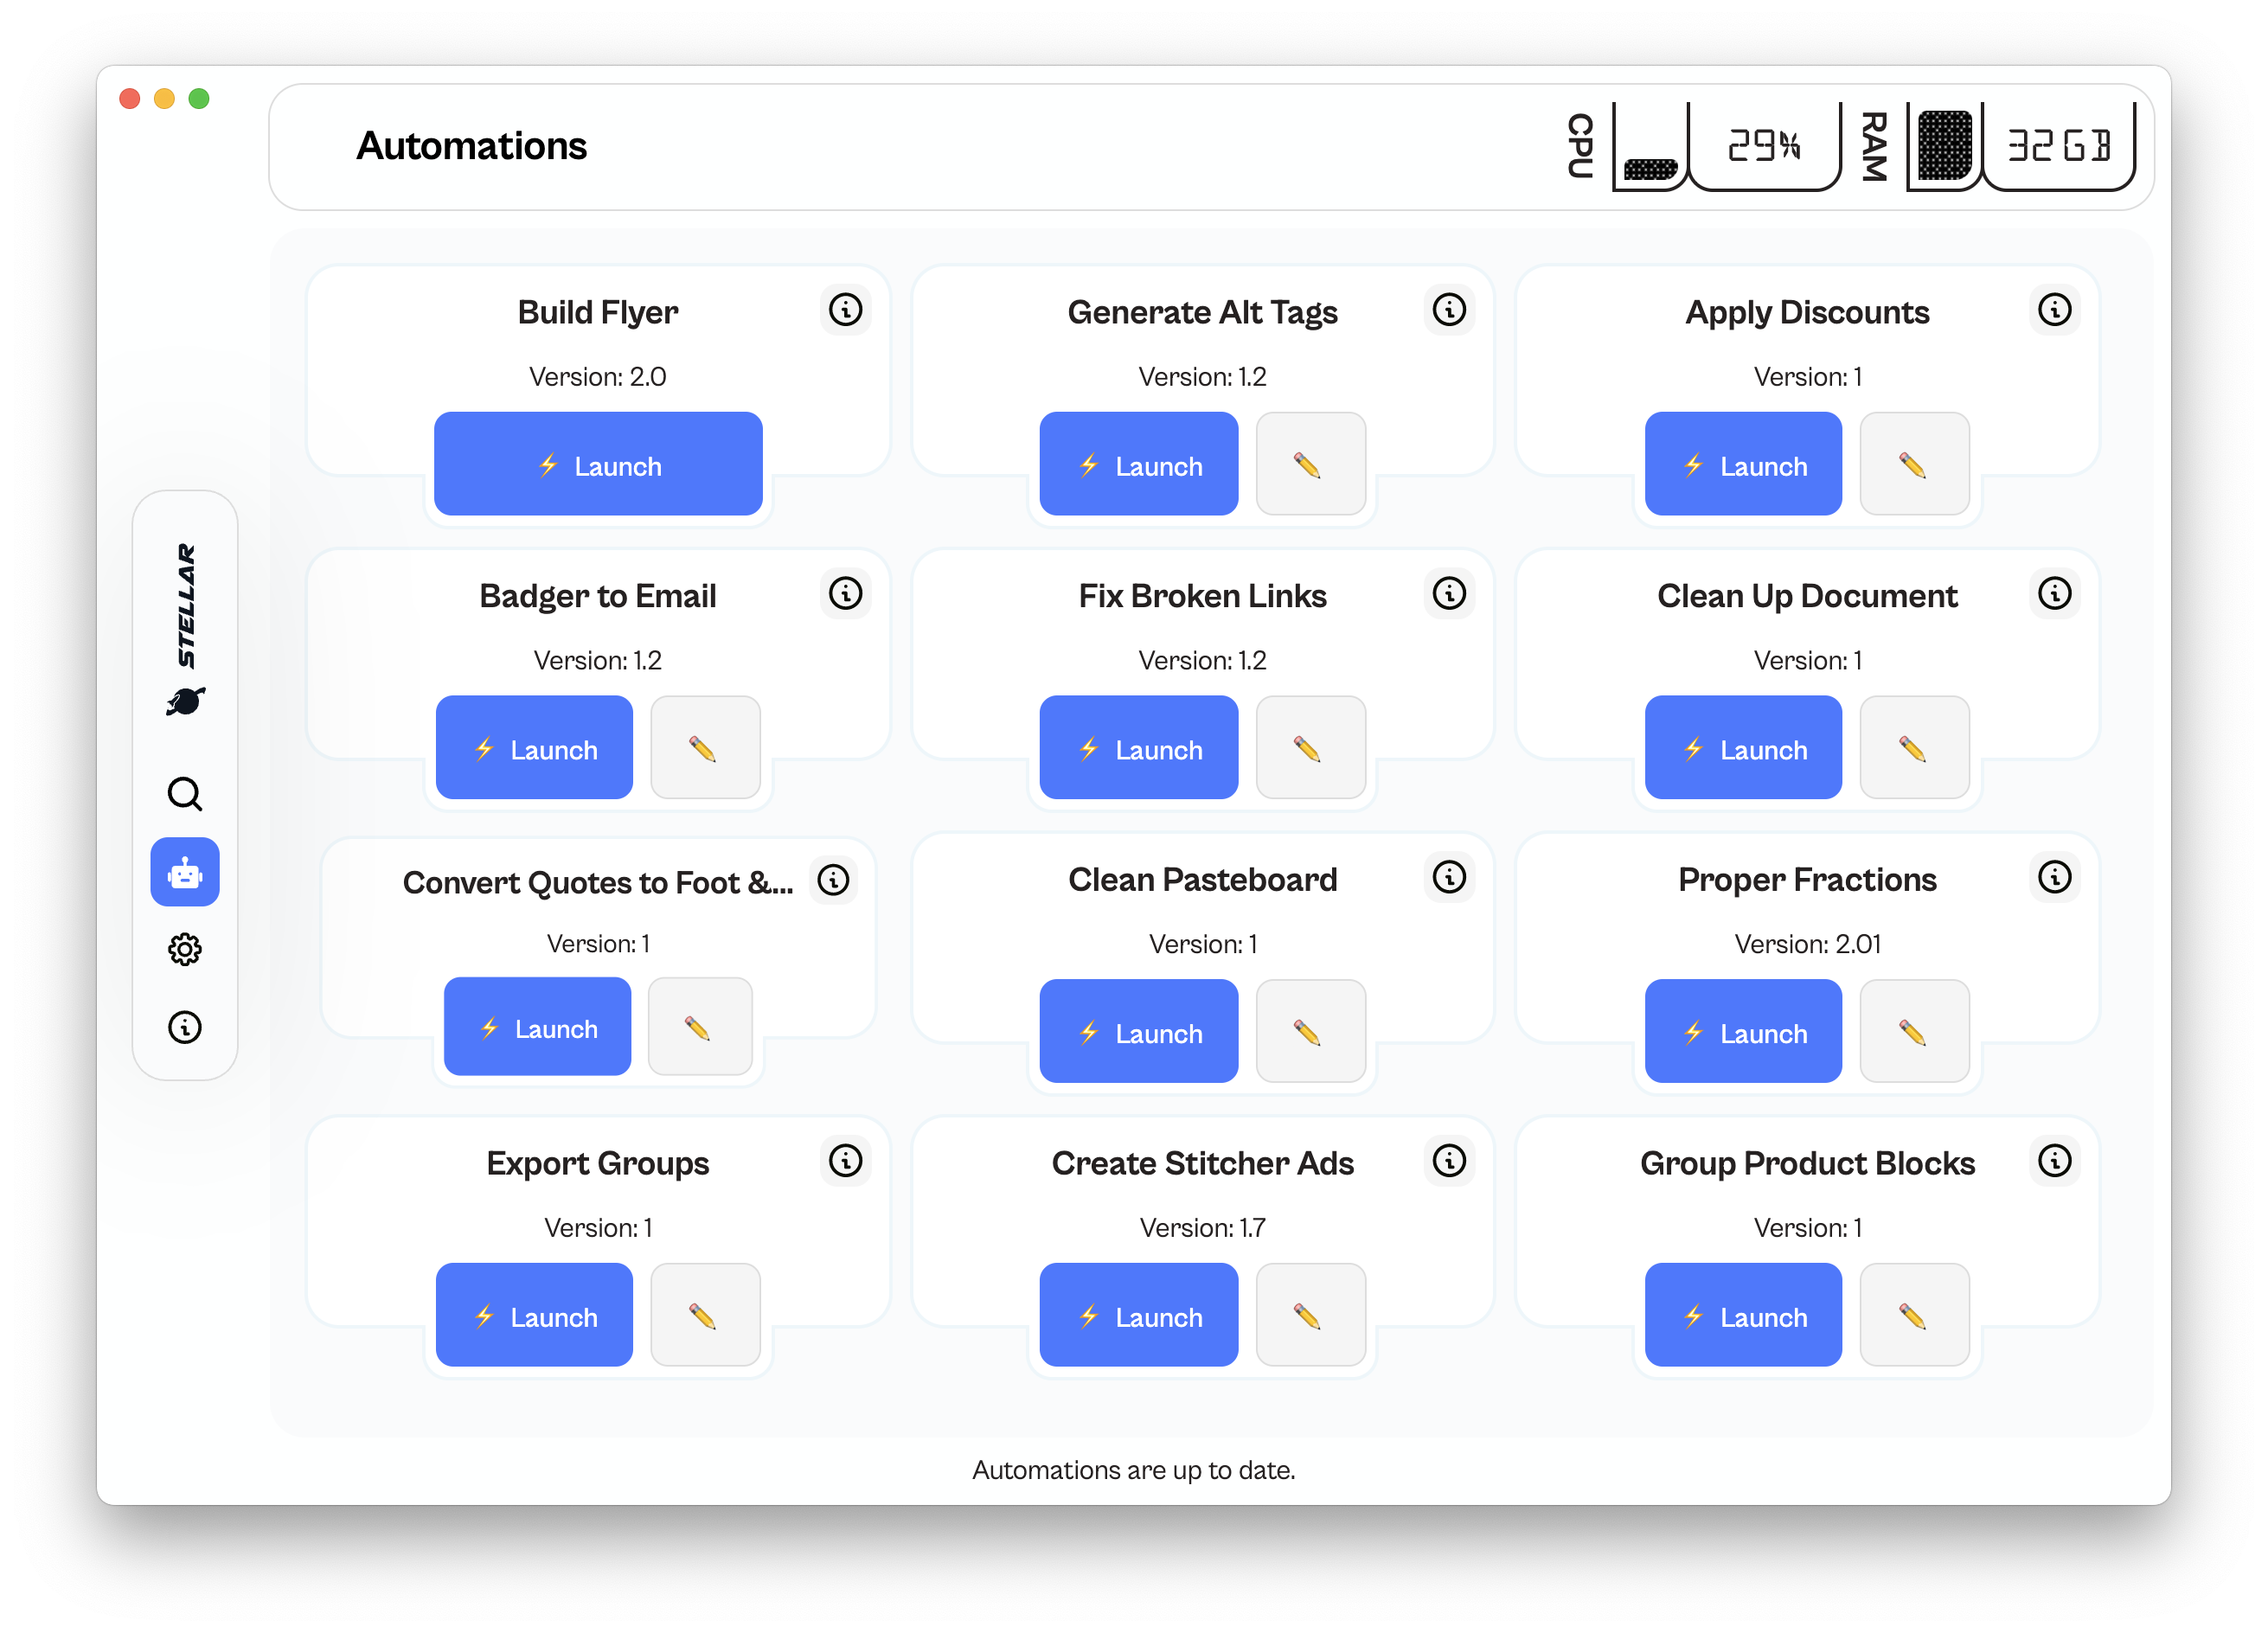 Automations
CPU
29%
RAM
32GB
STELLAR
Build Flyer
Version: 2.0
Launch
Generate Alt Tags
Version: 1.2
Launch
Apply Discounts
Version: 1
Launch
Badger to Email
Version: 1.2
Launch
Fix Broken Links
Version: 1.2
Launch
Clean Up Document
Version: 1
Launch
Convert Quotes to Foot &...
Version: 1
Launch
Clean Pasteboard
Version: 1
Launch
Proper Fractions
Version: 2.01
Launch
Export Groups
Version: 1
Launch
Create Stitcher Ads
Version: 1.7
Launch
Group Product Blocks
Version: 1
Launch
Automations are up to date.